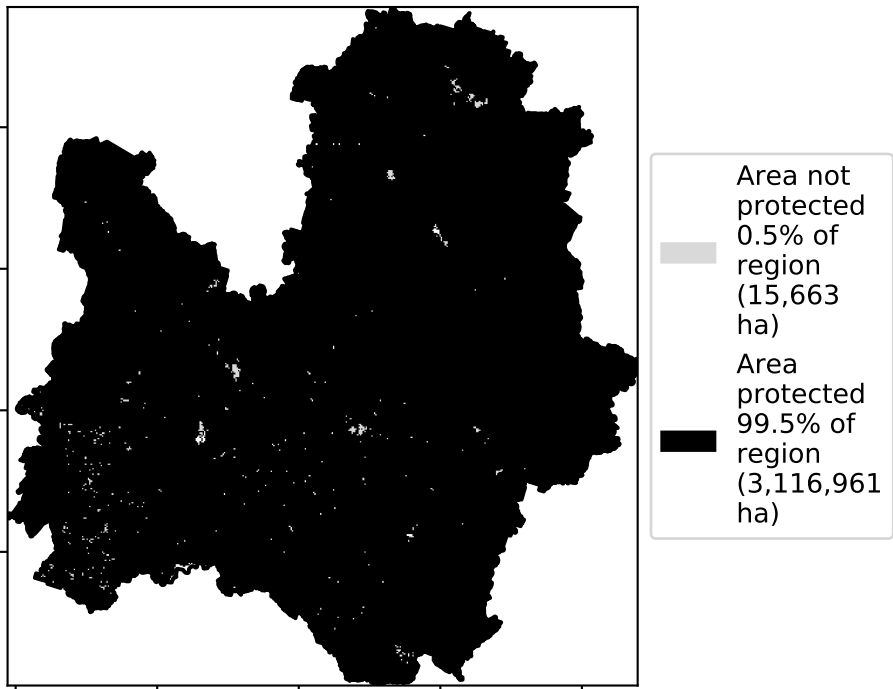 Area not
protected
0.5% of
region
(15,663
ha)
Area
protected
99.5% of
region
(3,116,961
ha)